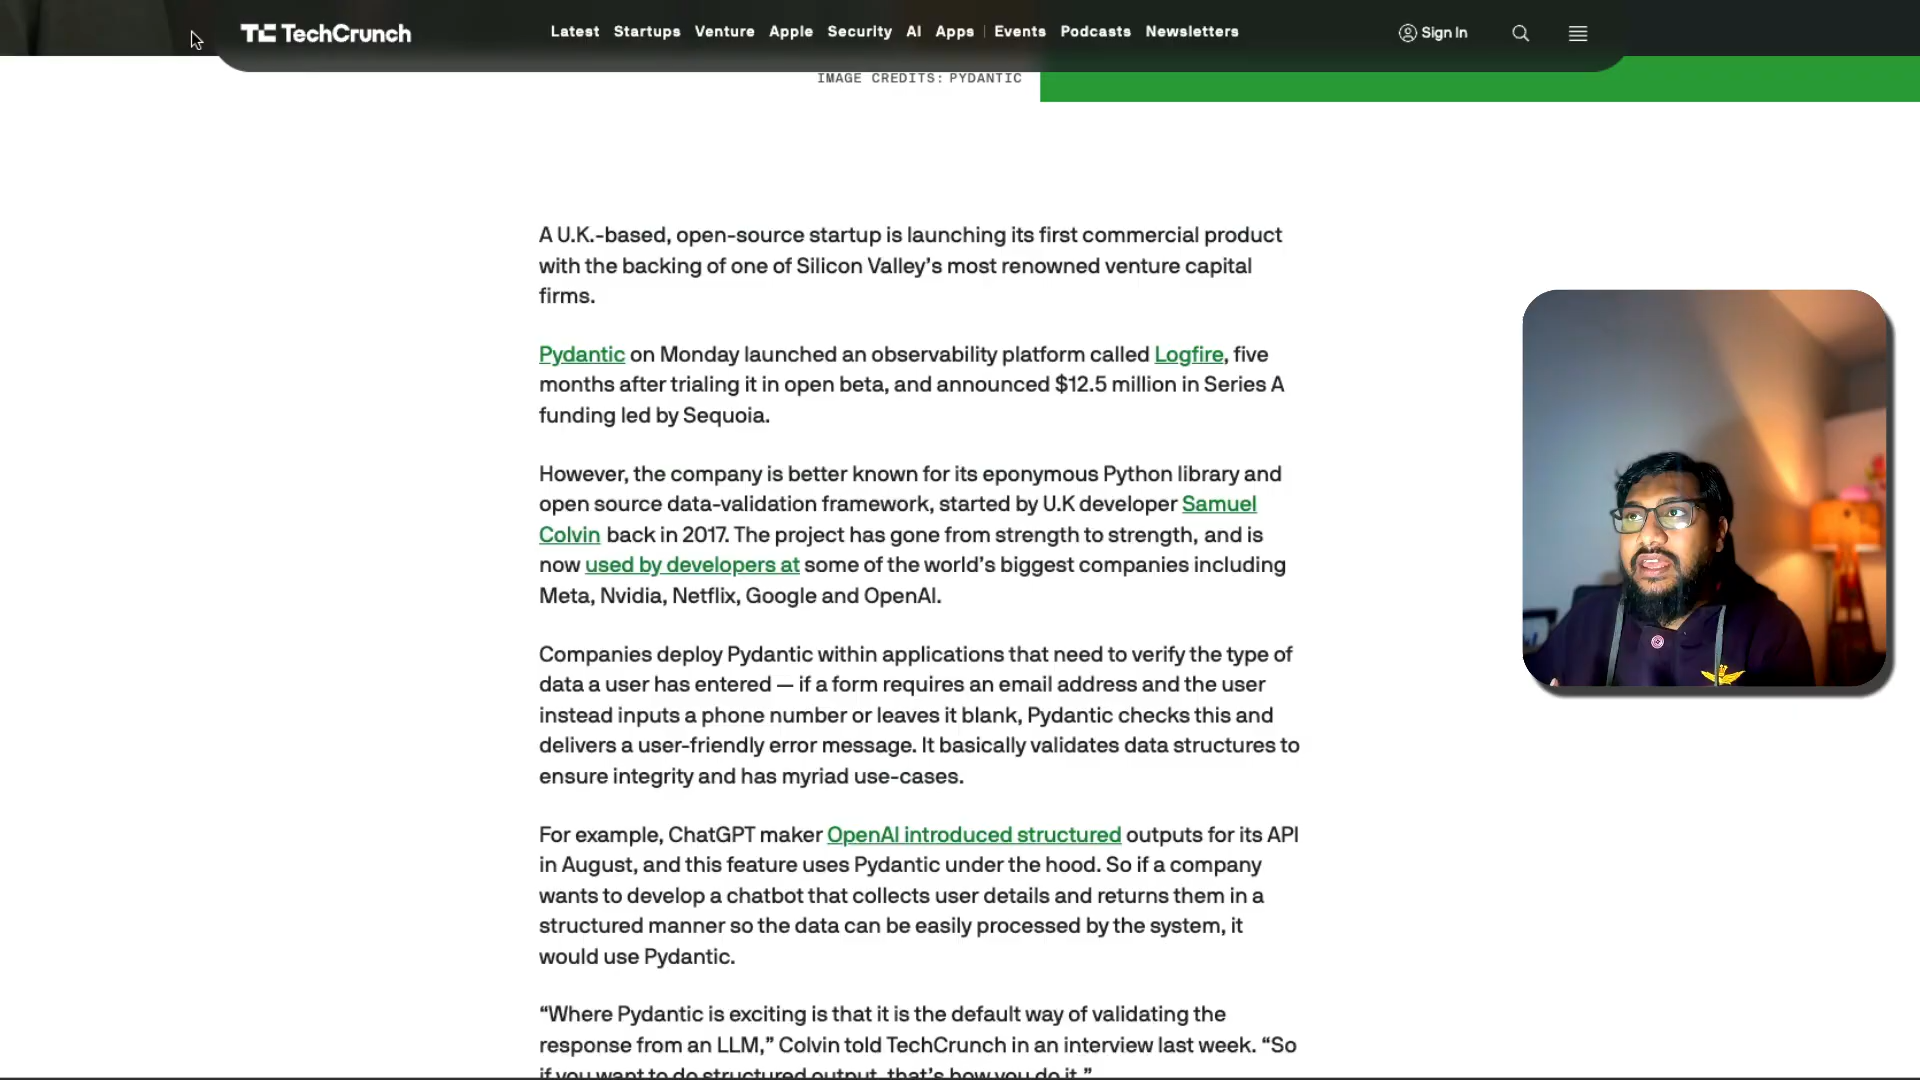 TechCrunch
Latest Startups Venture Apple Security AI Apps Events Podcasts Newsletters
Sign In
IMAGE CREDITS: PYDANTIC
A U.K.-based, open-source startup is launching its first commercial product
with the backing of one of Silicon Valley’s most renowned venture capital
firms.
Pydantic on Monday launched an observability platform called Logfire, five
months after trialing it in open beta, and announced $12.5 million in Series A
funding led by Sequoia.
However, the company is better known for its eponymous Python library and
open source data-validation framework, started by U.K developer Samuel
Colvin back in 2017. The project has gone from strength to strength, and is
now used by developers at some of the world’s biggest companies including
Meta, Nvidia, Netflix, Google and OpenAI.
Companies deploy Pydantic within applications that need to verify the type of
data a user has entered — if a form requires an email address and the user
instead inputs a phone number or leaves it blank, Pydantic checks this and
delivers a user-friendly error message. It basically validates data structures to
ensure integrity and has myriad use-cases.
For example, ChatGPT maker OpenAI introduced structured outputs for its API
in August, and this feature uses Pydantic under the hood. So if a company
wants to develop a chatbot that collects user details and returns them in a
structured manner so the data can be easily processed by the system, it
would use Pydantic.
“Where Pydantic is exciting is that it is the default way of validating the
response from an LLM,” Colvin told TechCrunch in an interview last week. “So
if you want to do structured output, that’s how you do it.”